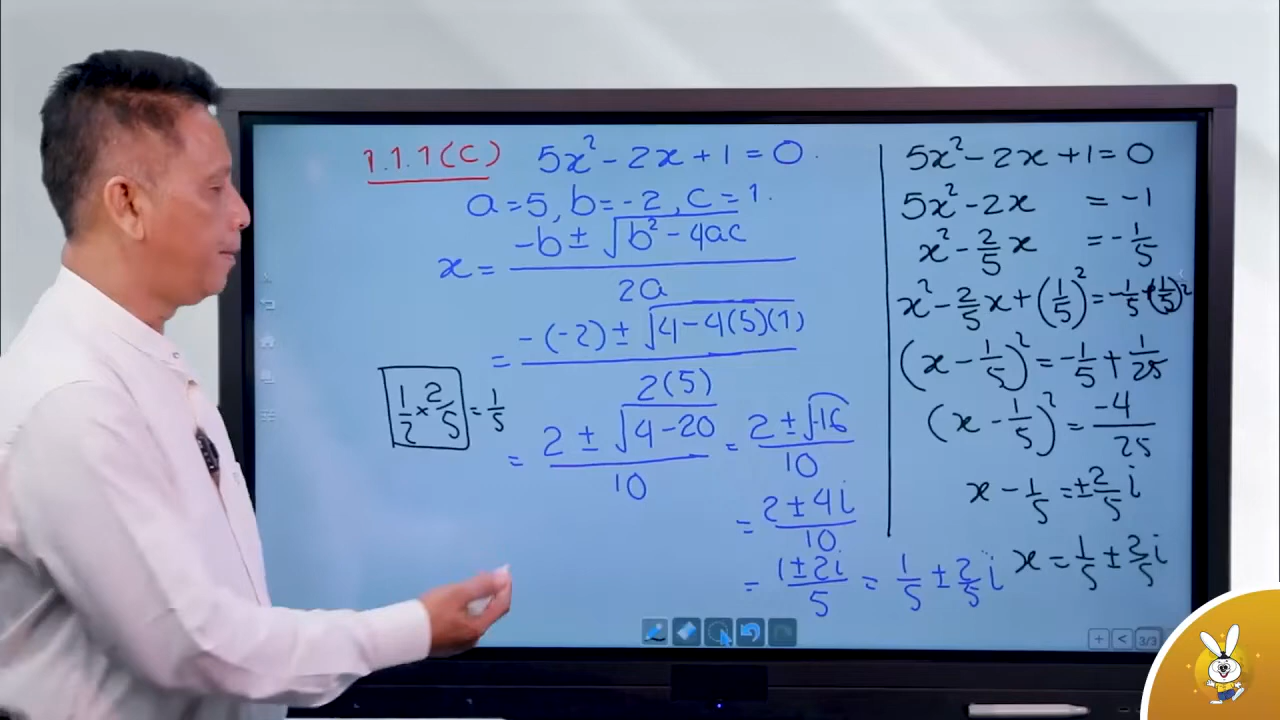 1.1.1(C) 5x² - 2x + 1 = 0.
a = 5, b = -2, c = 1.
x = (-b ± √(b² - 4ac)) / 2a
= (-(-2) ± √(4 - 4(5)(1))) / 2(5)
1/2 × 2/5 = 1/5
= (2 ± √(4 - 20)) / 10 = (2 ± √-16) / 10
= (2 ± 4i) / 10
= (1 ± 2i) / 5 = 1/5 ± 2/5 i
5x² - 2x + 1 = 0
5x² - 2x = -1
x² - 2/5 x = -1/5
x² - 2/5 x + (1/5)² = -1/5 + (1/5)²
(x - 1/5)² = -1/5 + 1/25
(x - 1/5)² = -4/25
x - 1/5 = ± 2/5 i
x = 1/5 ± 2/5 i
+ < 3/3